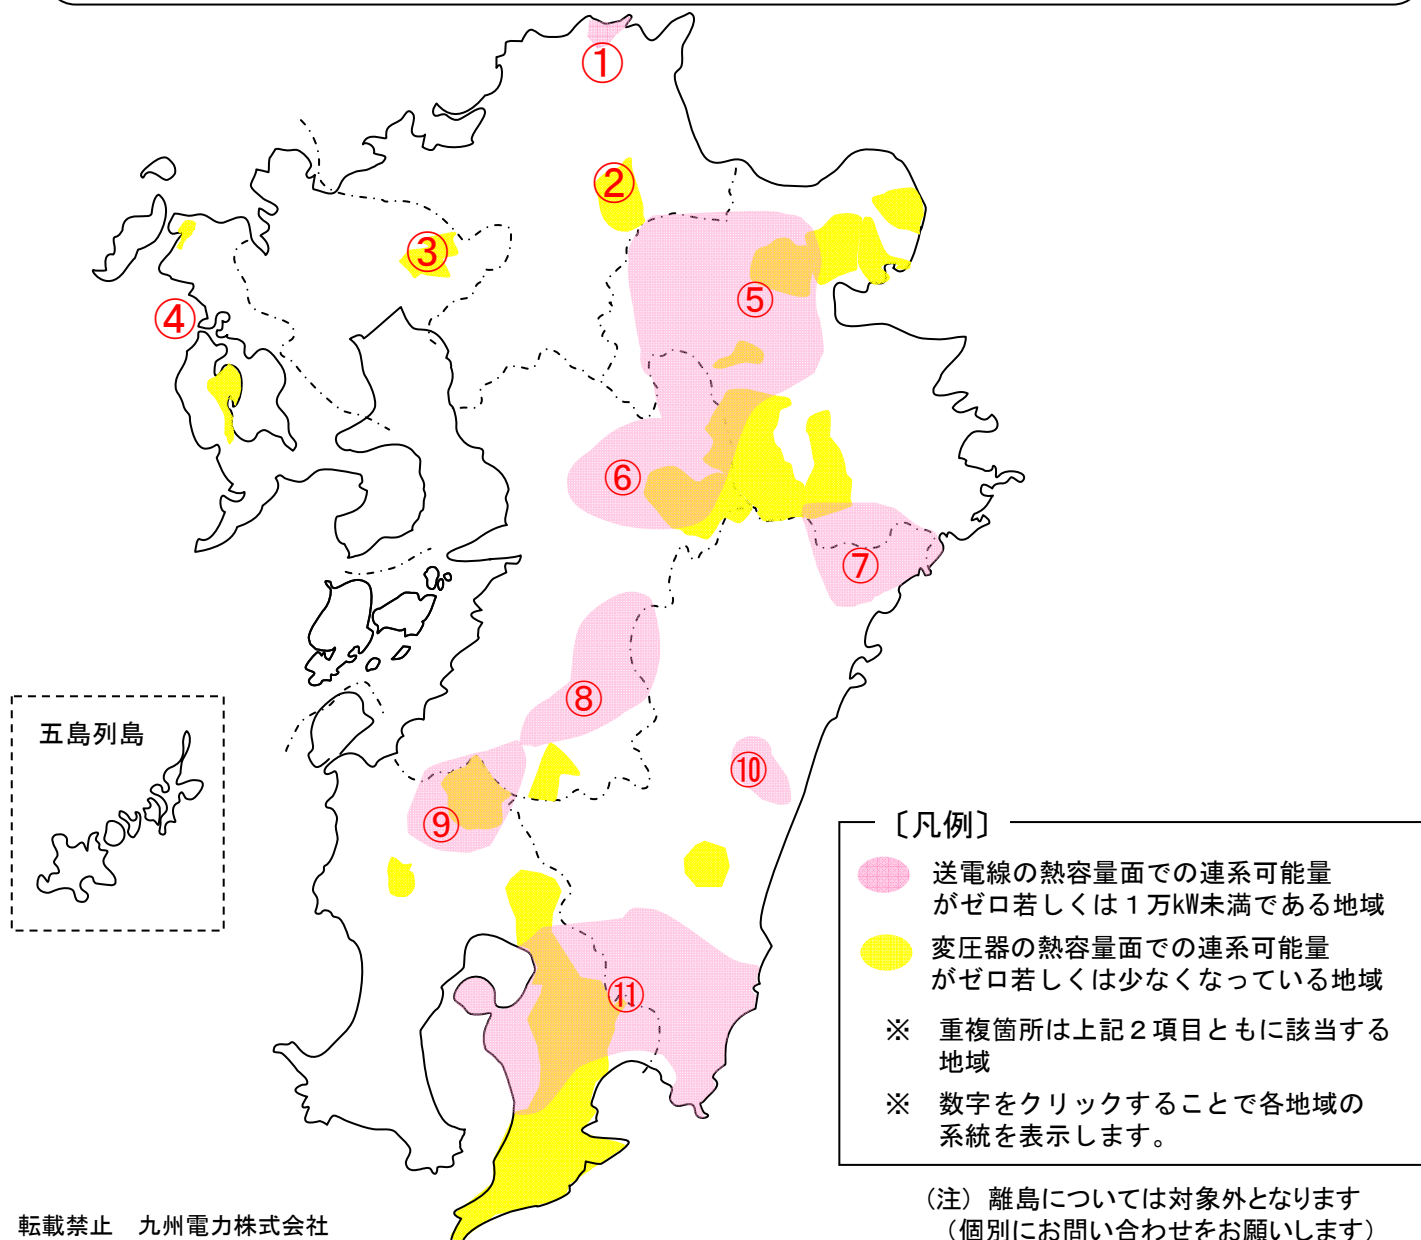 ①
②
③
④
⑤
⑥
⑦
⑧
⑨
⑩
⑪
五島列島
〔凡例〕
送電線の熱容量面での連系可能量
がゼロ若しくは１万kW未満である地域
変圧器の熱容量面での連系可能量
がゼロ若しくは少なくなっている地域
※　重複箇所は上記２項目ともに該当する
地域
※　数字をクリックすることで各地域の
系統を表示します。
（注）離島については対象外となります
（個別にお問い合わせをお願いします）
転載禁止　九州電力株式会社